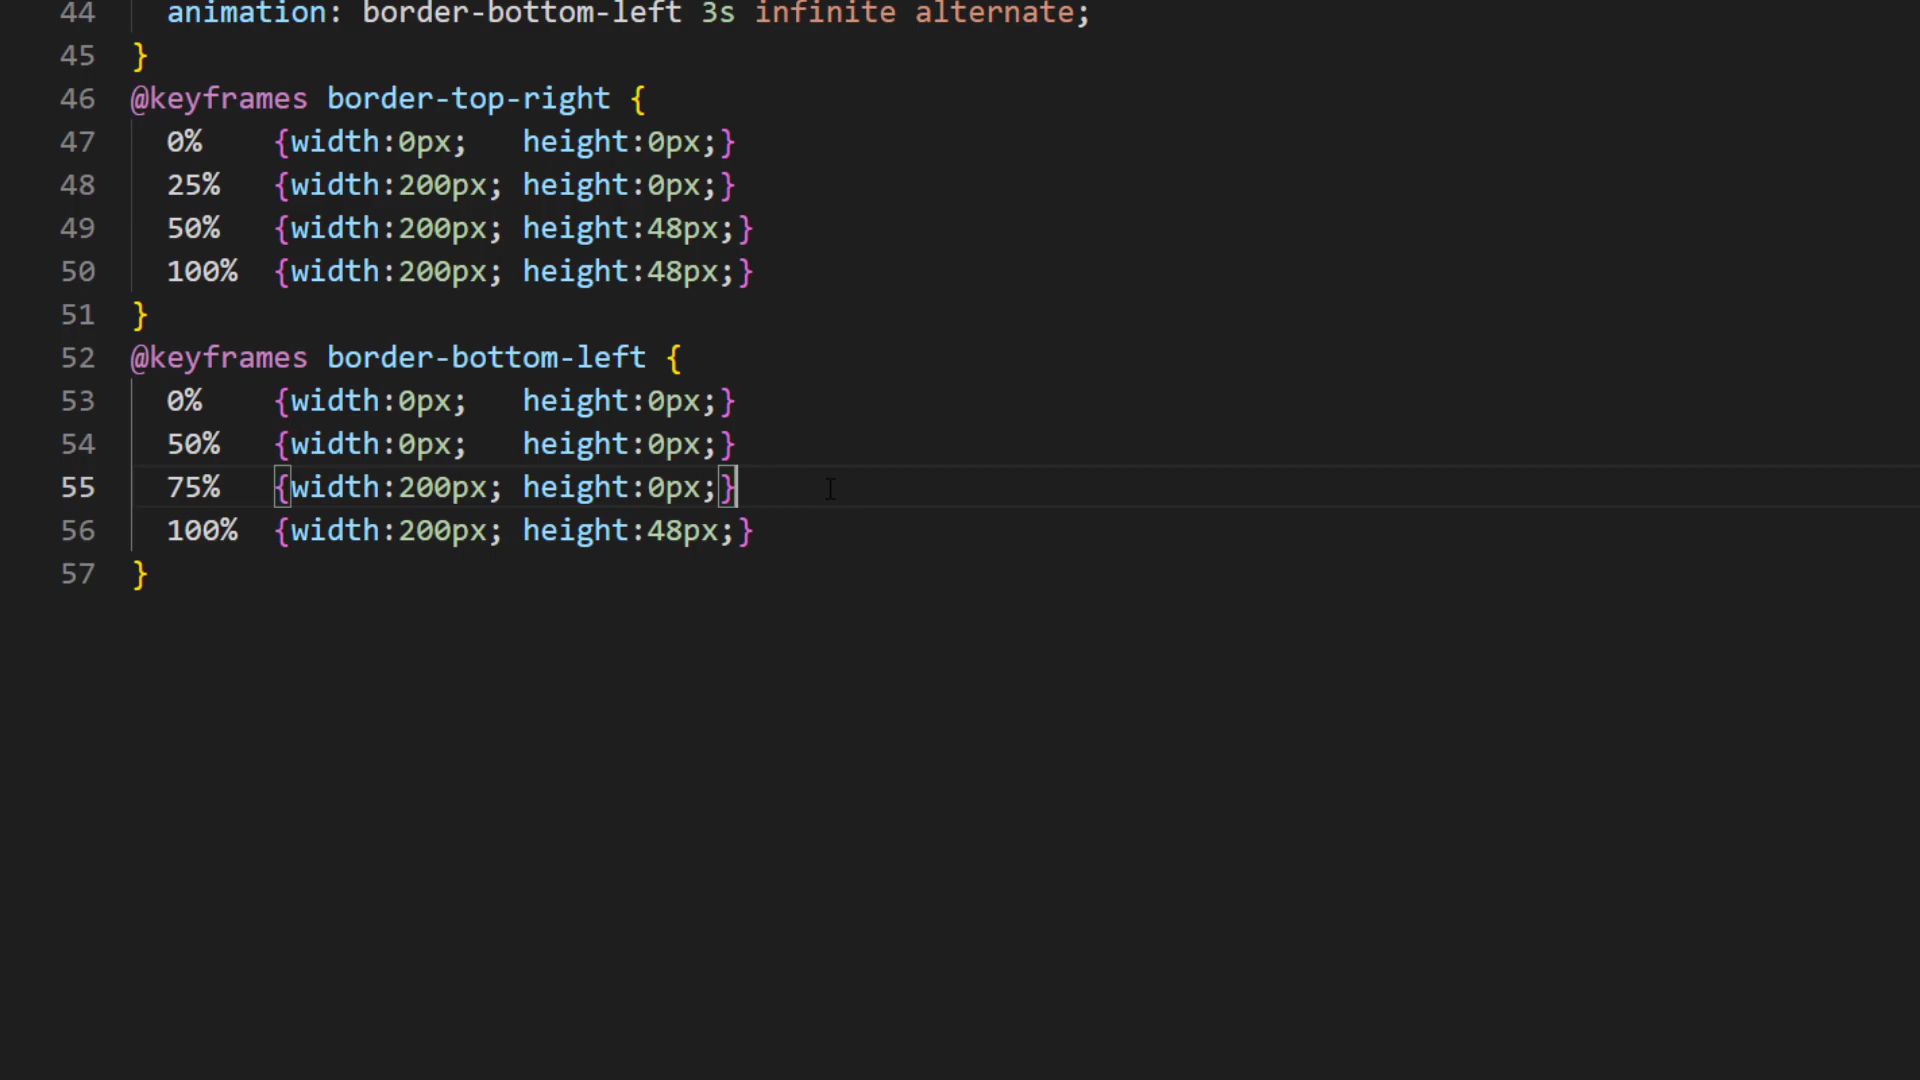 44 animation: border-bottom-left 3s infinite alternate;
45 }
46 @keyframes border-top-right {
47 0% {width:0px; height:0px;}
48 25% {width:200px; height:0px;}
49 50% {width:200px; height:48px;}
50 100% {width:200px; height:48px;}
51 }
52 @keyframes border-bottom-left {
53 0% {width:0px; height:0px;}
54 50% {width:0px; height:0px;}
55 75% {width:200px; height:0px;}
56 100% {width:200px; height:48px;}
57 }